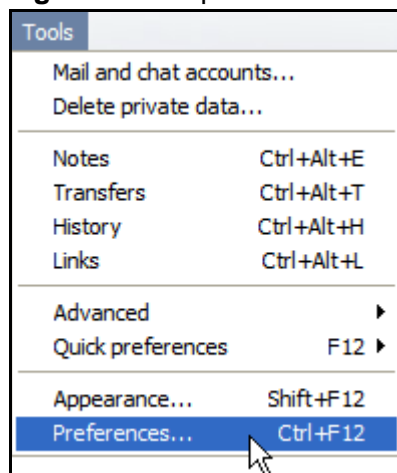 Tools
Mail and chat accounts...
Delete private data...
Notes Ctrl+Alt+E
Transfers Ctrl+Alt+T
History Ctrl+Alt+H
Links Ctrl+Alt+L
Advanced
Quick preferences F12
Appearance... Shift+F12
Preferences... Ctrl+F12